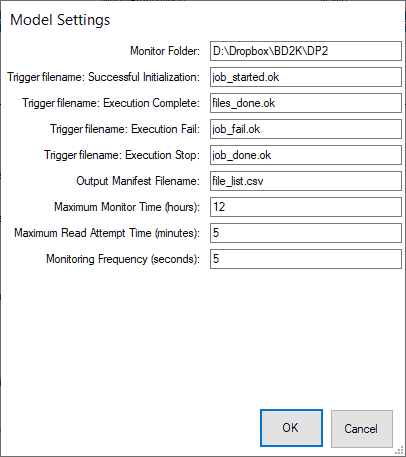 Model Settings
Monitor Folder: D:\Dropbox\BD2K\DP2
Trigger filename: Successful Initialization: job_started.ok
Trigger filename: Execution Complete: files_done.ok
Trigger filename: Execution Fail: job_fail.ok
Trigger filename: Execution Stop: job_done.ok
Output Manifest Filename: file_list.csv
Maximum Monitor Time (hours): 12
Maximum Read Attempt Time (minutes): 5
Monitoring Frequency (seconds): 5
OK Cancel